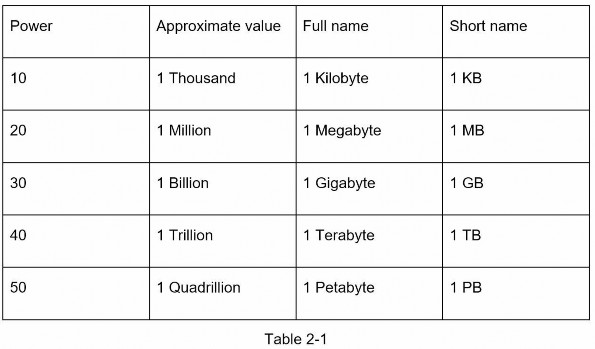 Power Approximate value Full name Short name
10 1 Thousand 1 Kilobyte 1 KB
20 1 Million 1 Megabyte 1 MB
30 1 Billion 1 Gigabyte 1 GB
40 1 Trillion 1 Terabyte 1 TB
50 1 Quadrillion 1 Petabyte 1 PB
Table 2-1